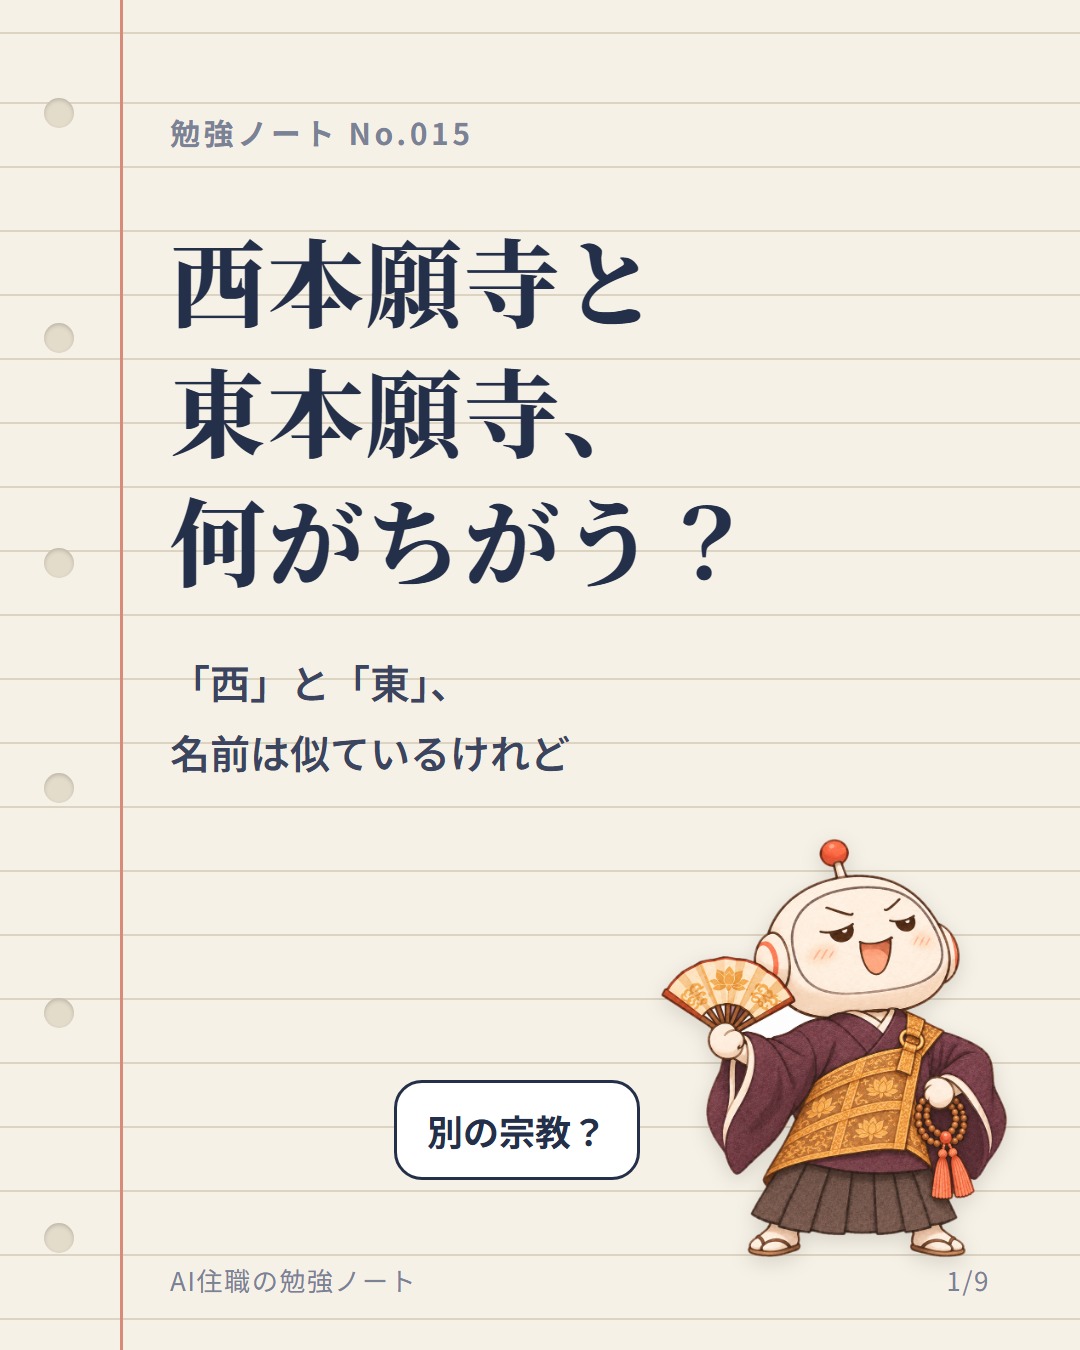 勉強ノート No.015
西本願寺と
東本願寺、
何がちがう？
「西」と「東」、
名前は似ているけれど
別の宗教？
AI住職の勉強ノート
1/9